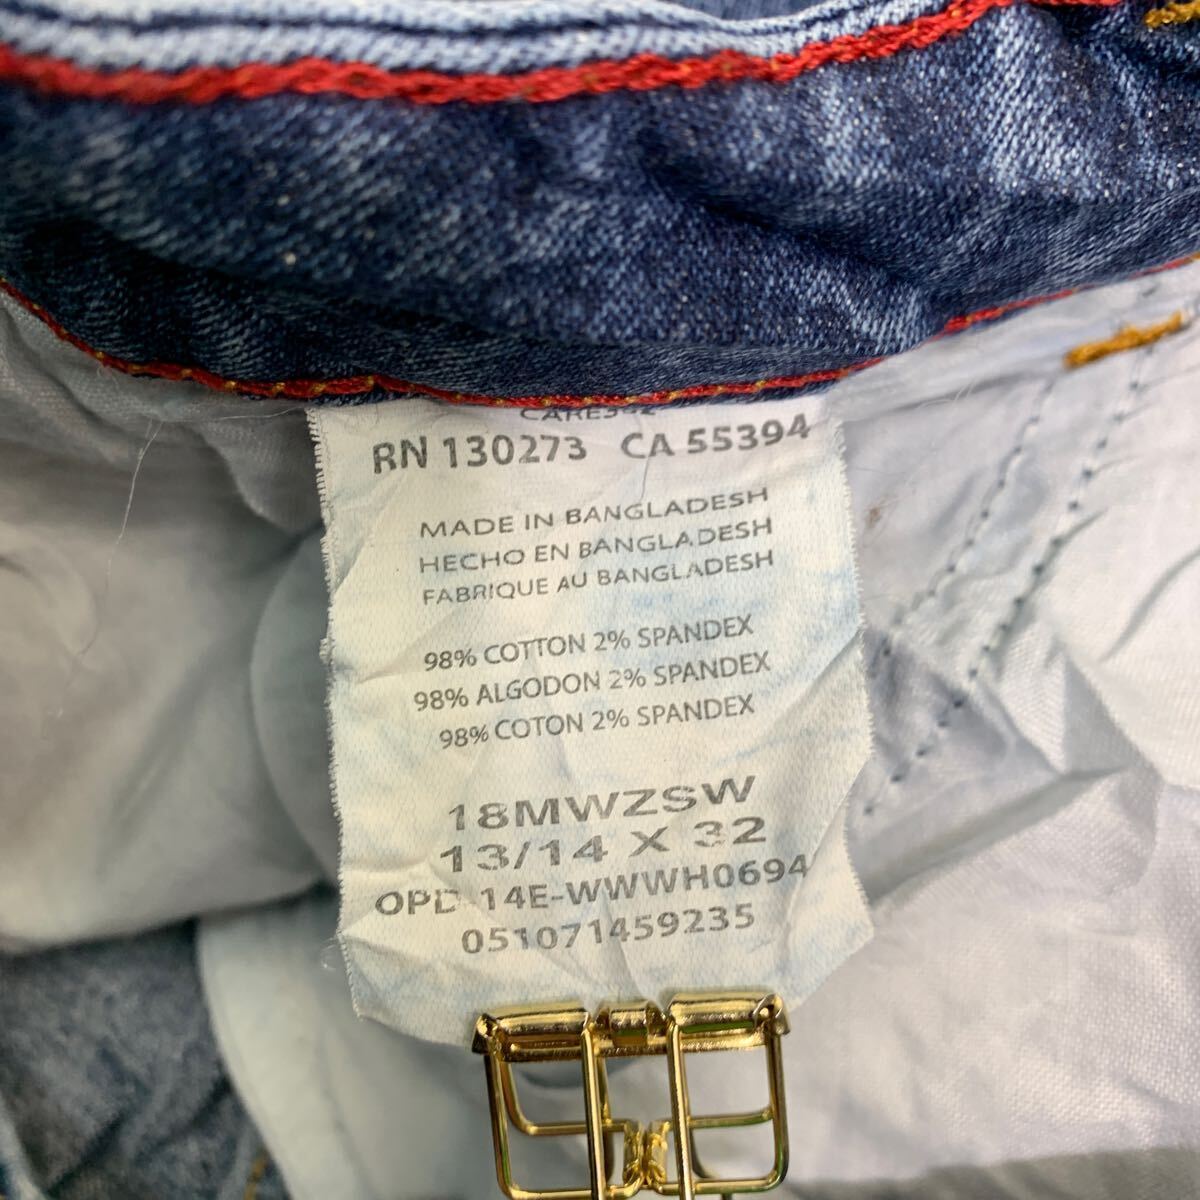 RN 130273 CA 55394
MADE IN BANGLADESH
HECHO EN BANGLADESH
FABRIQUE AU BANGLADESH
98% COTTON 2% SPANDEX
98% ALGODON 2% SPANDEX
98% COTON 2% SPANDEX
18MWZSW
13/14 X 32
OPD 14E-WWWH0694
051071459235